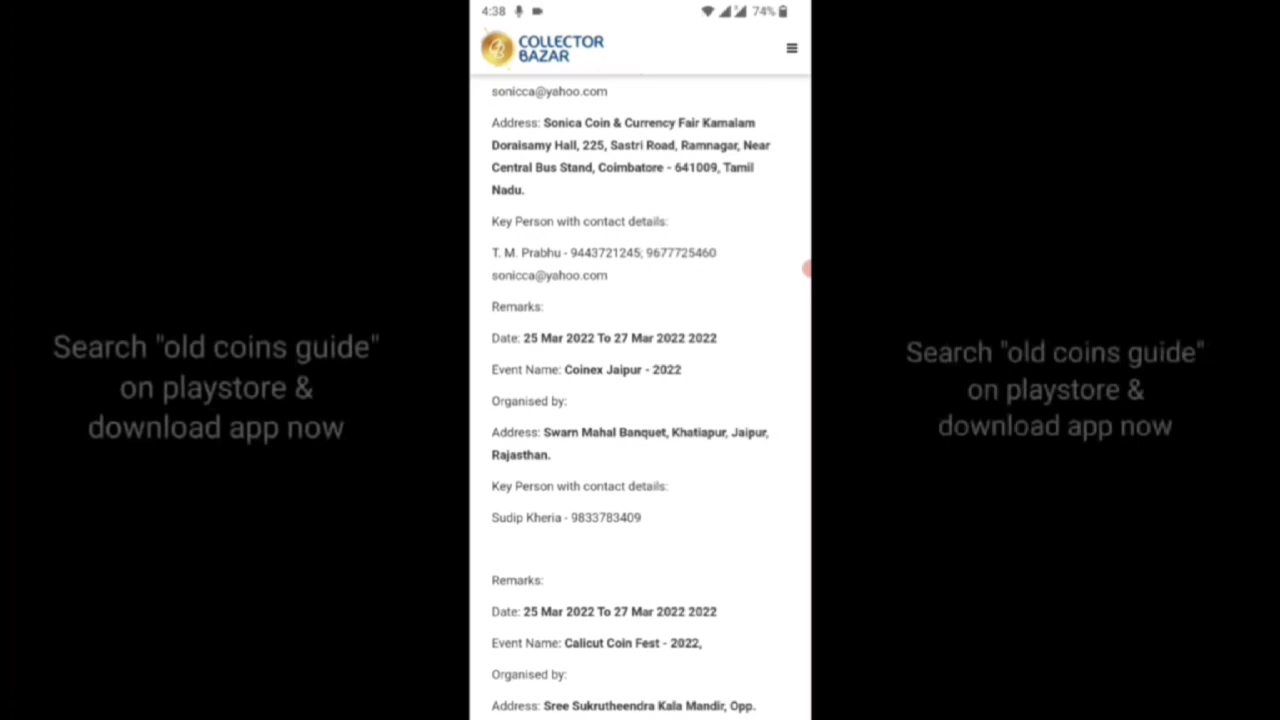 4:38
74%
COLLECTOR
BAZAR
sonicca@yahoo.com
Address: Sonica Coin & Currency Fair Kamalam
Doraisamy Hall, 225, Sastri Road, Ramnagar, Near
Central Bus Stand, Coimbatore - 641009, Tamil
Nadu.
Key Person with contact details:
T. M. Prabhu - 9443721245; 9677725460
sonicca@yahoo.com
Remarks:
Date: 25 Mar 2022 To 27 Mar 2022 2022
Event Name: Coinex Jaipur - 2022
Organised by:
Address: Swarn Mahal Banquet, Khatiapur, Jaipur,
Rajasthan.
Key Person with contact details:
Sudip Kheria - 9833783409
Remarks:
Date: 25 Mar 2022 To 27 Mar 2022 2022
Event Name: Calicut Coin Fest - 2022,
Organised by:
Address: Sree Sukrutheendra Kala Mandir, Opp.
Search "old coins guide"
on playstore &
download app now
Search "old coins guide"
on playstore &
download app now